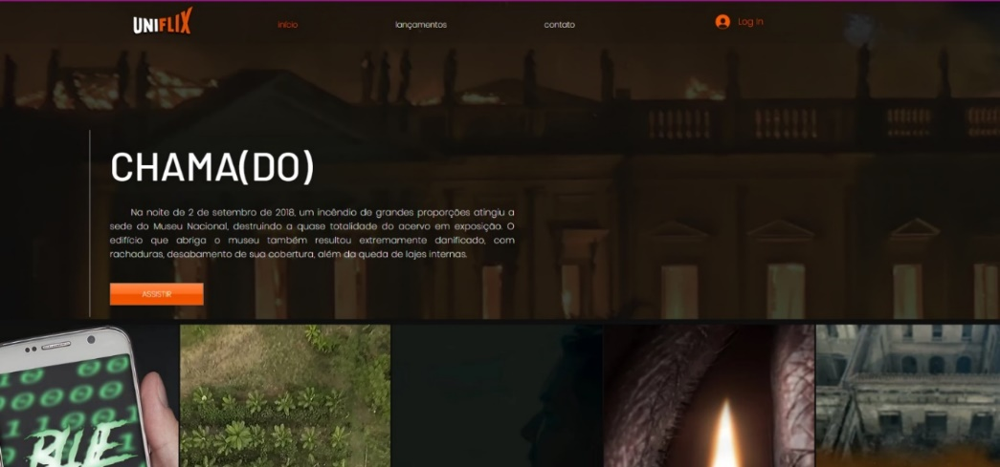 UNIFLIX
início
lançamentos
contato
Log In
CHAMA(DO)
Na noite de 2 de setembro de 2018, um incêndio de grandes proporções atingiu a
sede do Museu Nacional, destruindo a quase totalidade do acervo em exposição. O
edifício que abriga o museu também resultou extremamente danificado, com
rachaduras, desabamento de sua cobertura, além da queda de lajes internas.
ASSISTIR
BLUE